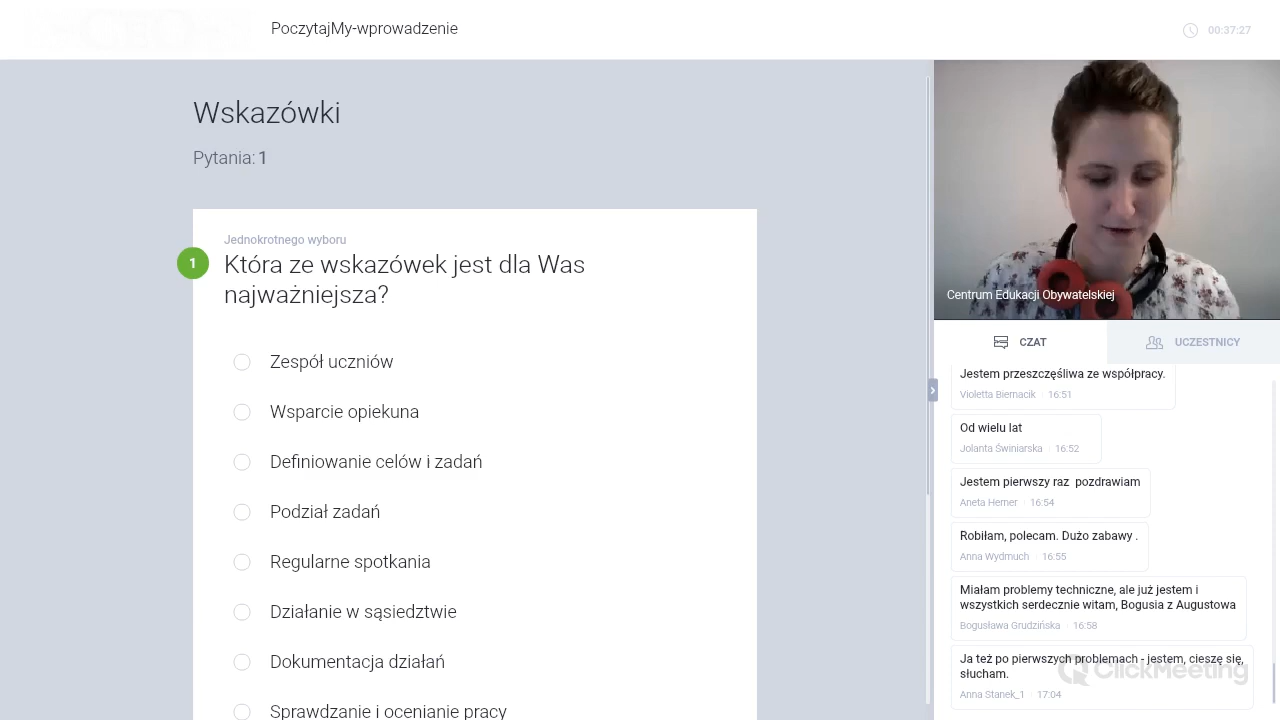 PoczytajMy-wprowadzenie
00:37:27
Wskazówki
Pytania: 1
Jednokrotnego wyboru
1
Która ze wskazówek jest dla Was
najważniejsza?
Zespół uczniów
Wsparcie opiekuna
Definiowanie celów i zadań
Podział zadań
Regularne spotkania
Działanie w sąsiedztwie
Dokumentacja działań
Sprawdzanie i ocenianie pracy
Centrum Edukacji Obywatelskiej
CZAT
UCZESTNICY
Jestem przeszczęśliwa ze współpracy.
Violetta Biernacik 16:51
Od wielu lat
Jolanta Świniarska 16:52
Jestem pierwszy raz pozdrawiam
Aneta Herner 16:54
Robiłam, polecam. Dużo zabawy .
Anna Wydmuch 16:55
Miałam problemy techniczne, ale już jestem i
wszystkich serdecznie witam, Bogusia z Augustowa
Bogusława Grudzińska 16:58
Ja też po pierwszych problemach - jestem, cieszę się,
słucham.
Anna Stanek_1 17:04
ClickMeeting